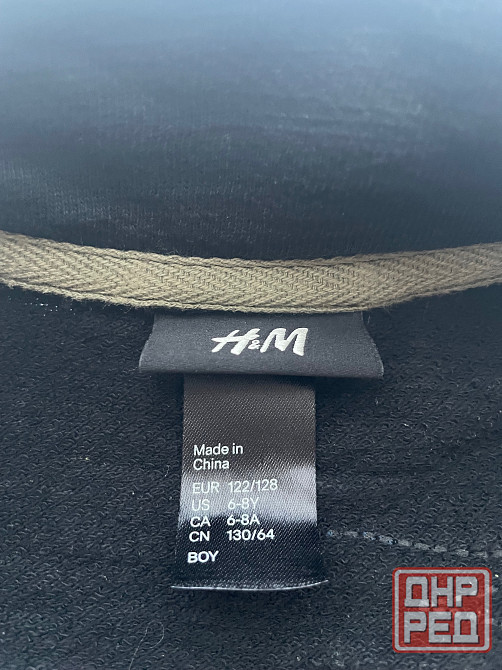 H&M
Made in
China
EUR 122/128
US 6-8Y
CA 6-8A
CN 130/64
BOY
ДНР
РЕД